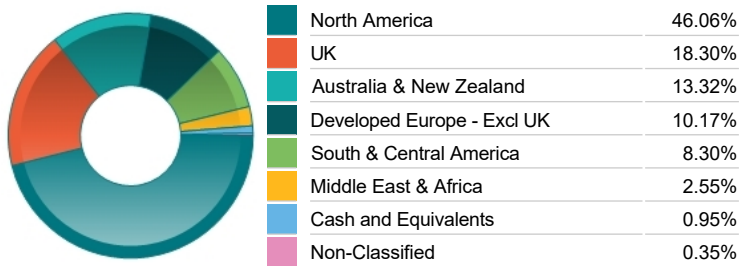 North America 46.06%
UK 18.30%
Australia & New Zealand 13.32%
Developed Europe - Excl UK 10.17%
South & Central America 8.30%
Middle East & Africa 2.55%
Cash and Equivalents 0.95%
Non-Classified 0.35%